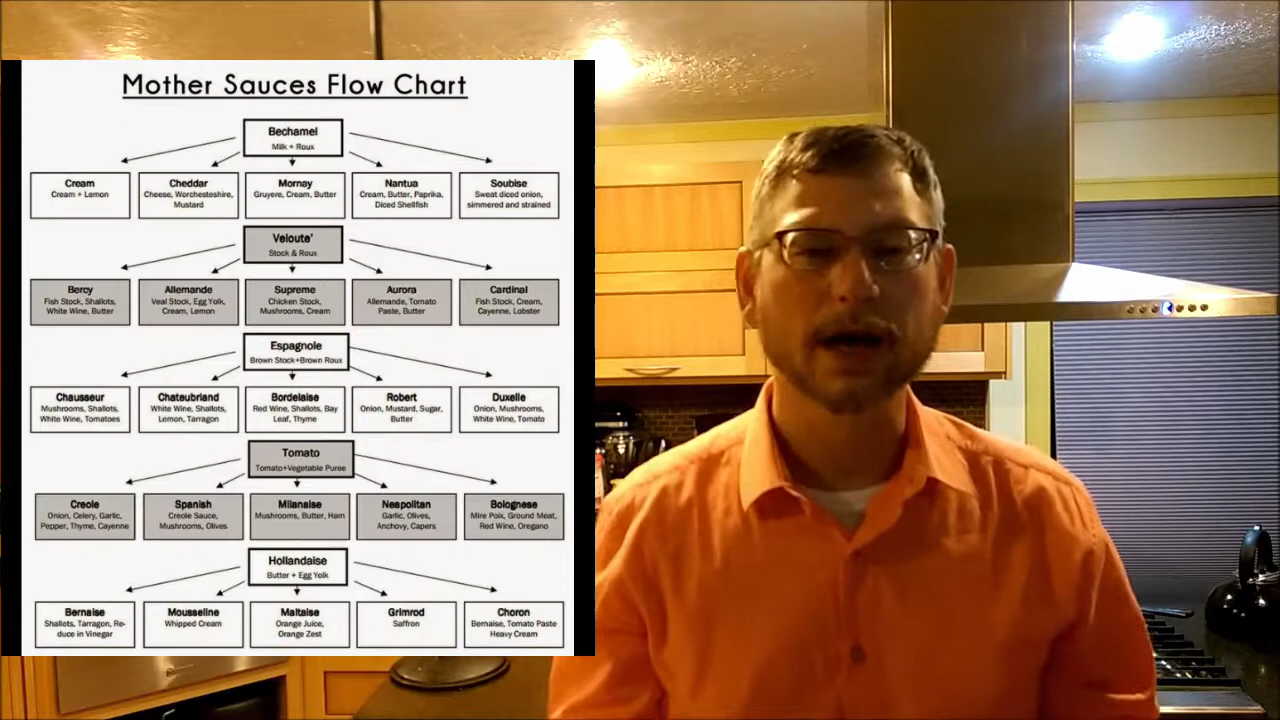 Mother Sauces Flow Chart
Bechamel
Milk + Roux
Cream
Cream + Lemon
Cheddar
Cheese, Worchesteshire,
Mustard
Mornay
Gruyere, Cream, Butter
Nantua
Cream, Butter, Paprika,
Diced Shellfish
Soubise
Sweat diced onion,
simmered and strained
Veloute'
Stock & Roux
Bercy
Fish Stock, Shallots,
White Wine, Butter
Allemande
Veal Stock, Egg Yolk,
Cream, Lemon
Supreme
Chicken Stock,
Mushrooms, Cream
Aurora
Allemande, Tomato
Paste, Butter
Cardinal
Fish Stock, Cream,
Cayenne, Lobster
Espagnole
Brown Stock+Brown Roux
Chausseur
Mushrooms, Shallots,
White Wine, Tomatoes
Chateubriand
White Wine, Shallots,
Lemon, Tarragon
Bordelaise
Red Wine, Shallots, Bay
Leaf, Thyme
Robert
Onion, Mustard, Sugar,
Butter
Duxelle
Onion, Mushrooms,
White Wine, Tomato
Tomato
Tomato+Vegetable Puree
Creole
Onion, Celery, Garlic,
Pepper, Thyme, Cayenne
Spanish
Creole Sauce,
Mushrooms, Olives
Milanaise
Mushrooms, Butter, Ham
Neapolitan
Garlic, Olives,
Anchovy, Capers
Bolognese
Mire Poix, Ground Meat,
Red Wine, Oregano
Hollandaise
Butter + Egg Yolk
Bernaise
Shallots, Tarragon, Re-
duce in Vinegar
Mousseline
Whipped Cream
Maltaise
Orange Juice,
Orange Zest
Grimrod
Saffron
Choron
Bernaise, Tomato Paste
Heavy Cream